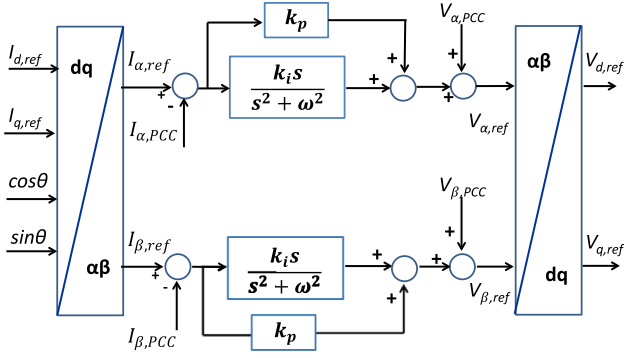 I_{d,ref}
I_{q,ref}
cosθ
sinθ
dq
αβ
I_{α,ref}
+
-
I_{α,PCC}
k_p
k_i s
s² + ω²
+
+
V_{α,PCC}
+
+
V_{α,ref}
I_{β,ref}
+
-
I_{β,PCC}
k_i s
s² + ω²
k_p
+
+
V_{β,PCC}
+
+
V_{β,ref}
αβ
dq
V_{d,ref}
V_{q,ref}